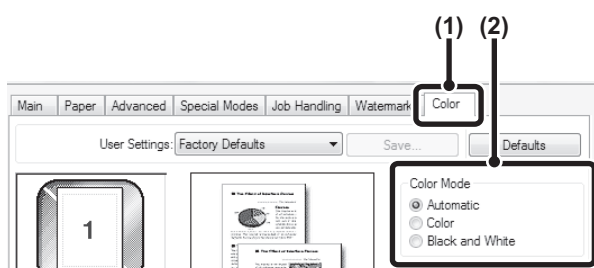 (1) (2)
Main Paper Advanced Special Modes Job Handling Watermark Color
User Settings: Factory Defaults Save... Defaults
Color Mode
Automatic
Color
Black and White
1